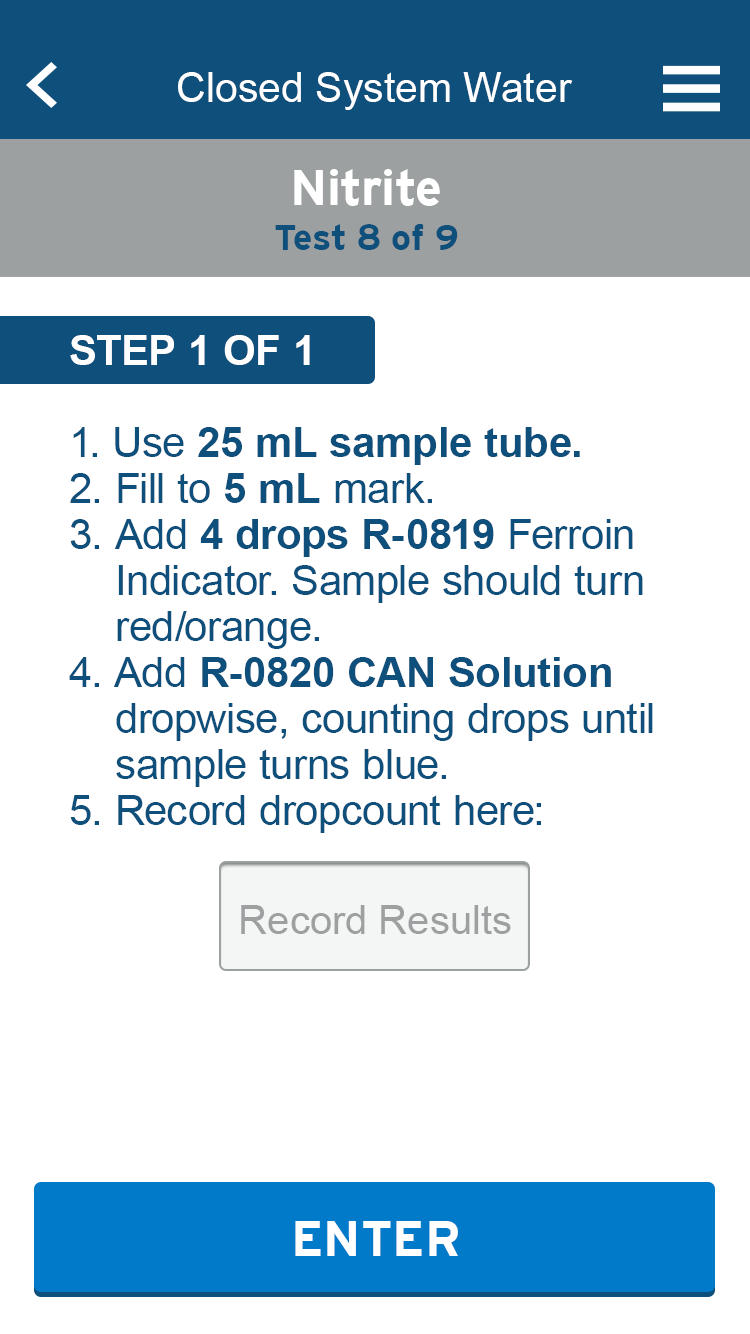 Closed System Water
Nitrite
Test 8 of 9
STEP 1 OF 1
1. Use 25 mL sample tube.
2. Fill to 5 mL mark.
3. Add 4 drops R-0819 Ferroin
Indicator. Sample should turn
red/orange.
4. Add R-0820 CAN Solution
dropwise, counting drops until
sample turns blue.
5. Record dropcount here:
Record Results
ENTER